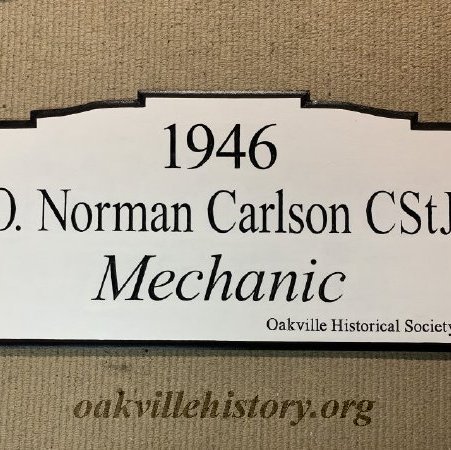 1946
O. Norman Carlson CStJ
Mechanic
Oakville Historical Society
oakvillehistory.org